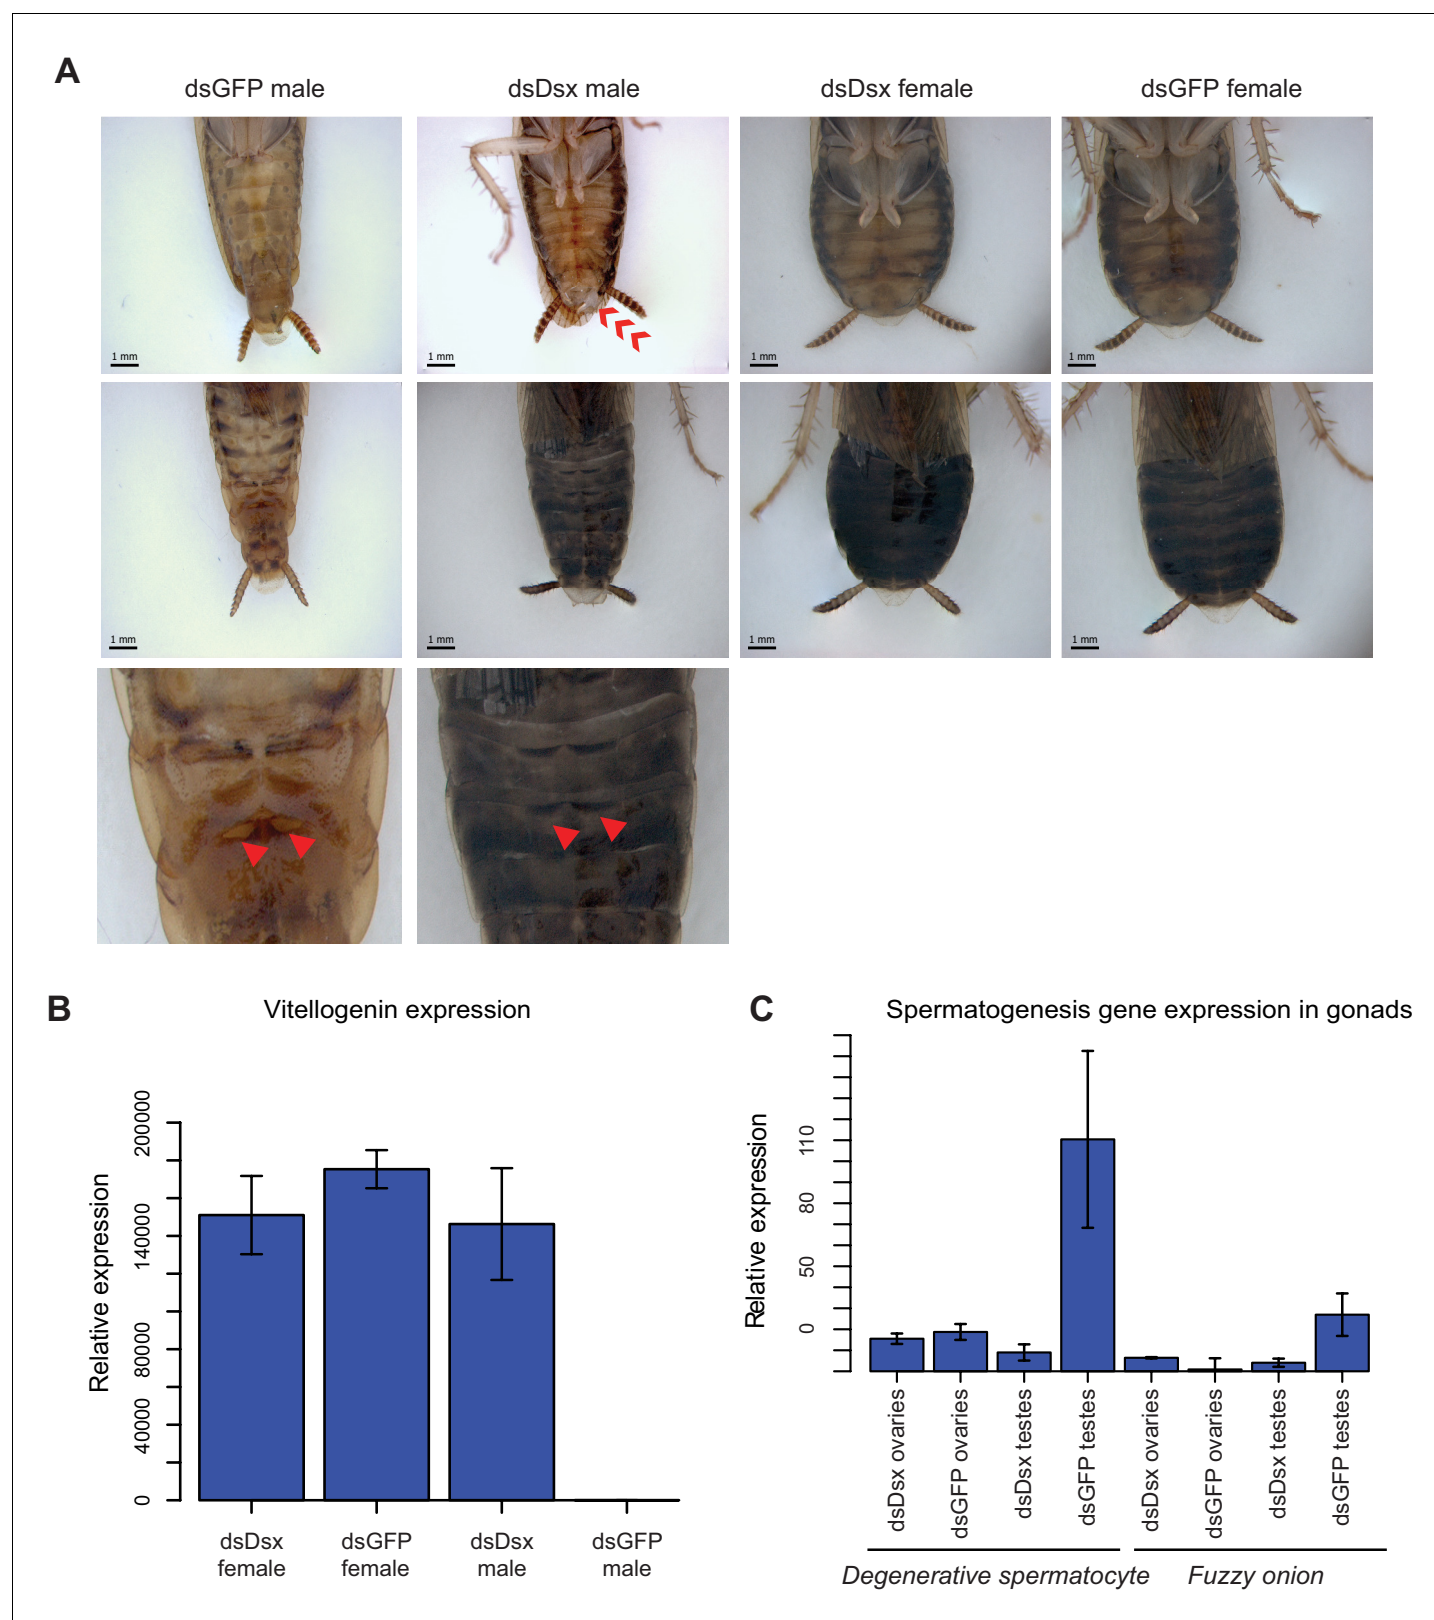 A
dsGFP male
dsDsx male
dsDsx female
dsGFP female
1 mm
1 mm
1 mm
1 mm
1 mm
1 mm
1 mm
1 mm
B
Vitellogenin expression
Relative expression
0
40000
80000
140000
200000
dsDsx
female
dsGFP
female
dsDsx
male
dsGFP
male
C
Spermatogenesis gene expression in gonads
Relative expression
0
50
80
110
dsDsx ovaries
dsGFP ovaries
dsDsx testes
dsGFP testes
dsDsx ovaries
dsGFP ovaries
dsDsx testes
dsGFP testes
Degenerative spermatocyte
Fuzzy onion